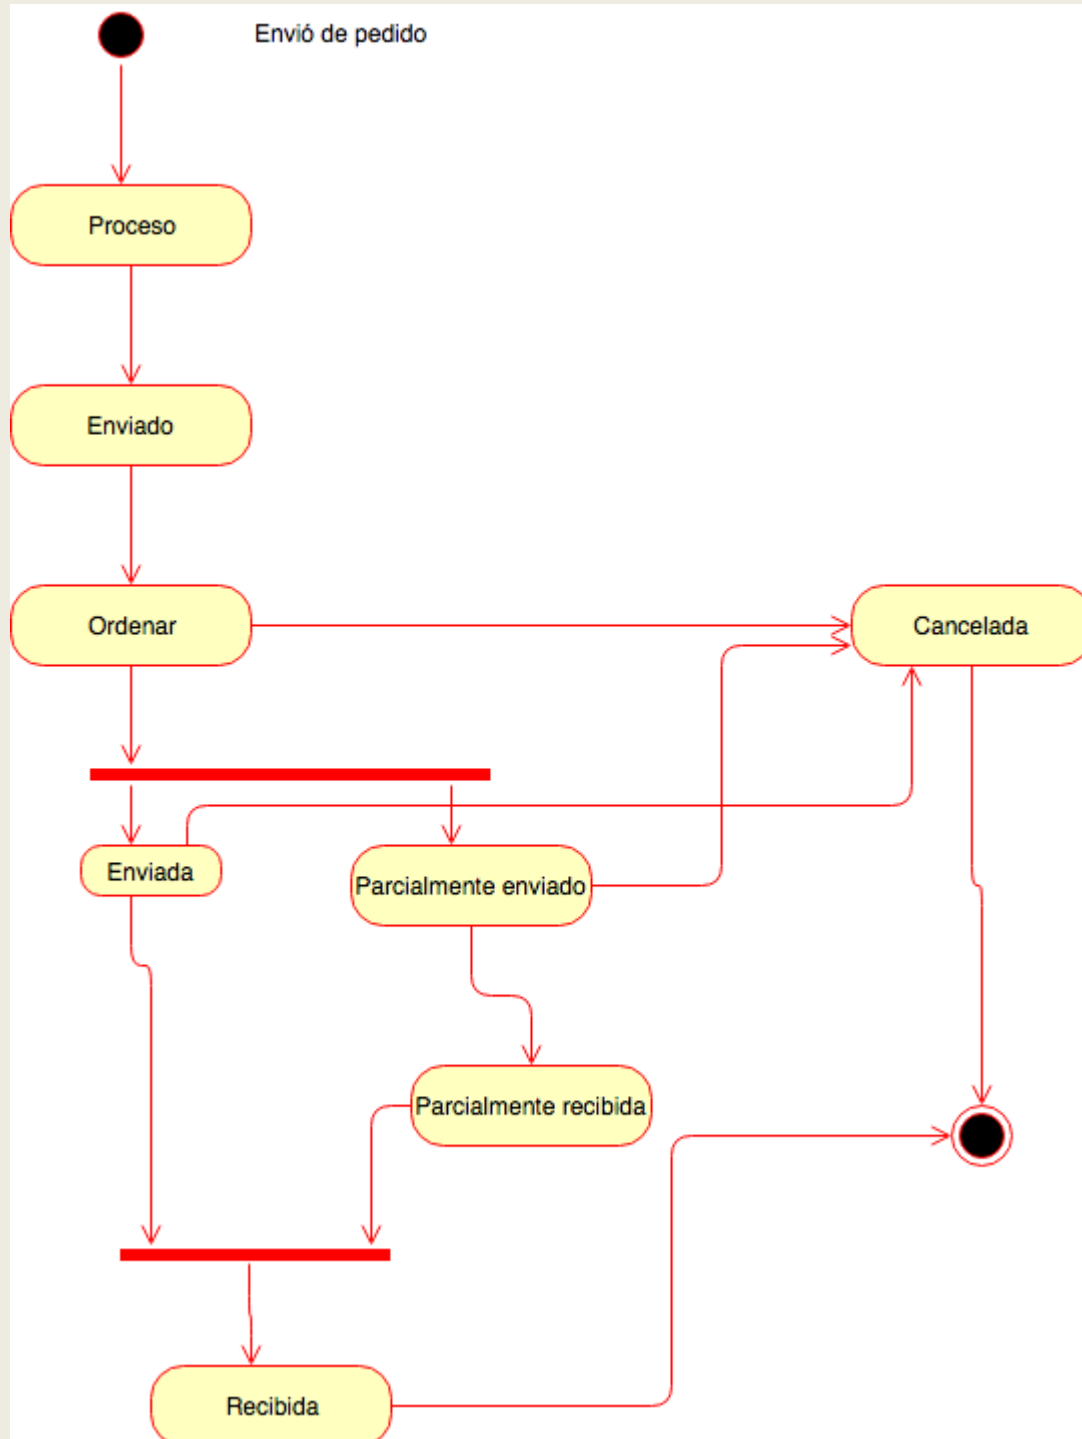 Envió de pedido
Proceso
Enviado
Ordenar
Cancelada
Enviada
Parcialmente enviado
Parcialmente recibida
Recibida